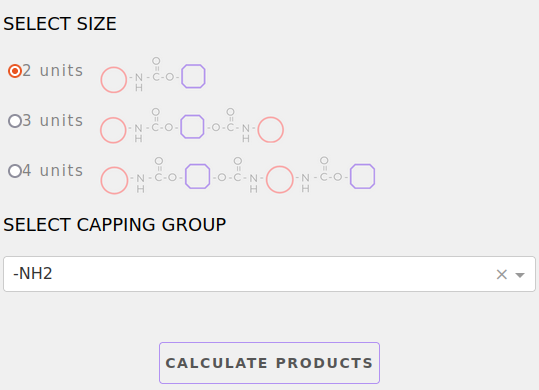 SELECT SIZE
O O
2 units N C O
H
O O
3 units N C O O C N
H H
O O O
4 units N C O O C N N C O
H H H
SELECT CAPPING GROUP
-NH2
CALCULATE PRODUCTS